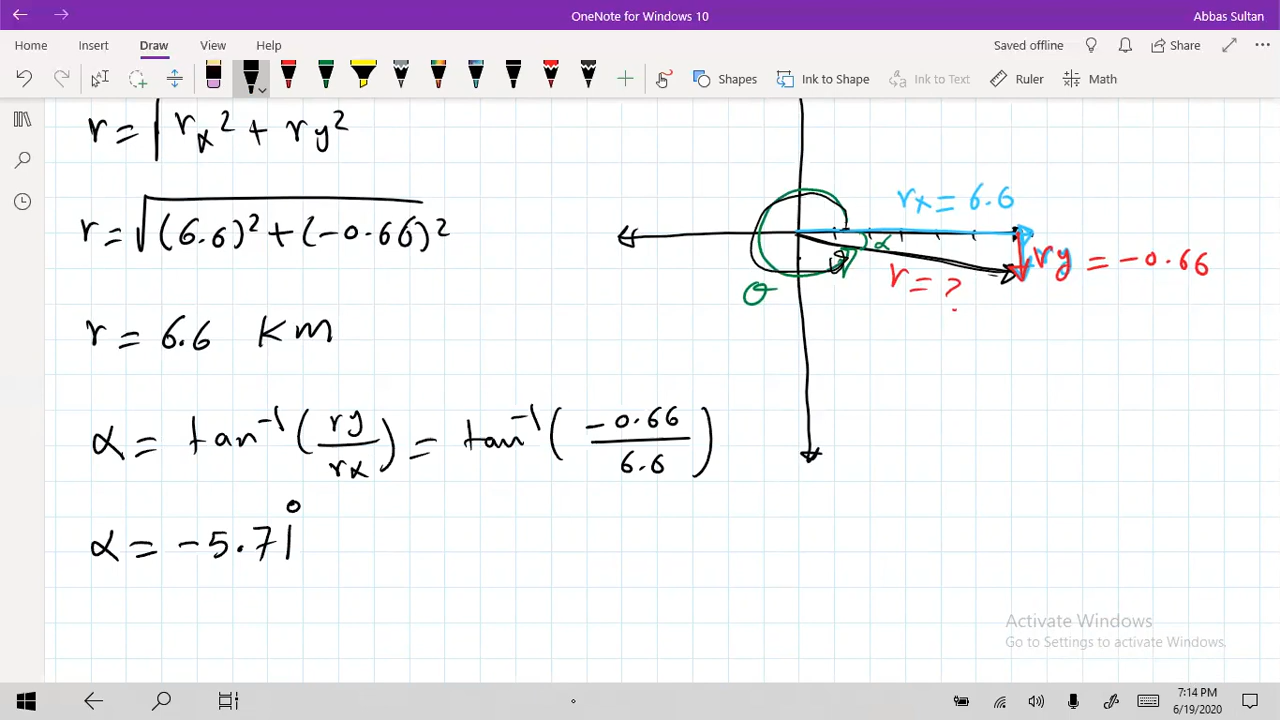 OneNote for Windows 10
Abbas Sultan
Home Insert Draw View Help
Saved offline Share
Shapes Ink to Shape Ink to Text Ruler Math
r = √ rx² + ry²
r = √(6.6)² + (-0.66)²
r = 6.6 Km
α = tan⁻¹ (ry/rx) = tan⁻¹ (-0.66/6.6)
α = -5.71°
rx = 6.6
α
ry = -0.66
r = ?
θ
Activate Windows
Go to Settings to activate Windows.
7:14 PM
6/19/2020